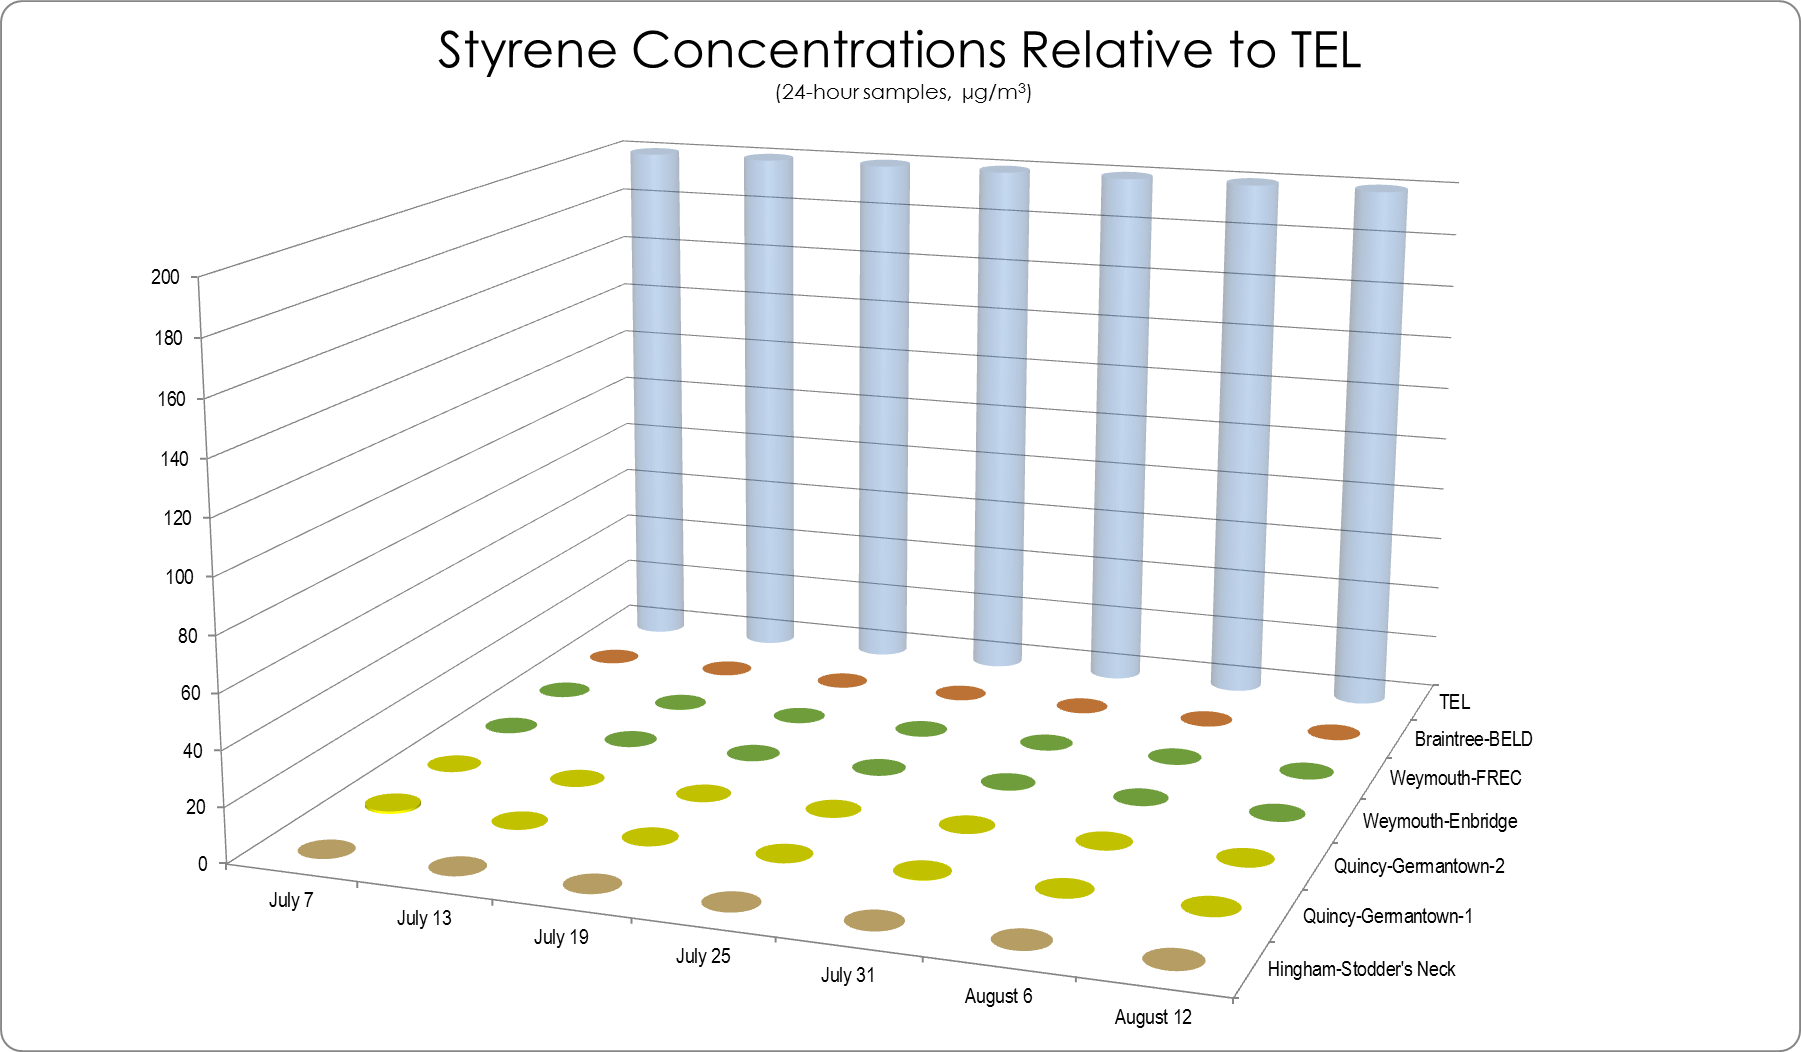 Styrene Concentrations Relative to TEL
(24-hour samples, µg/m³)
200
180
160
140
120
100
80
60
40
20
0
July 7
July 13
July 19
July 25
July 31
August 6
August 12
TEL
Braintree-BELD
Weymouth-FREC
Weymouth-Enbridge
Quincy-Germantown-2
Quincy-Germantown-1
Hingham-Stodder's Neck